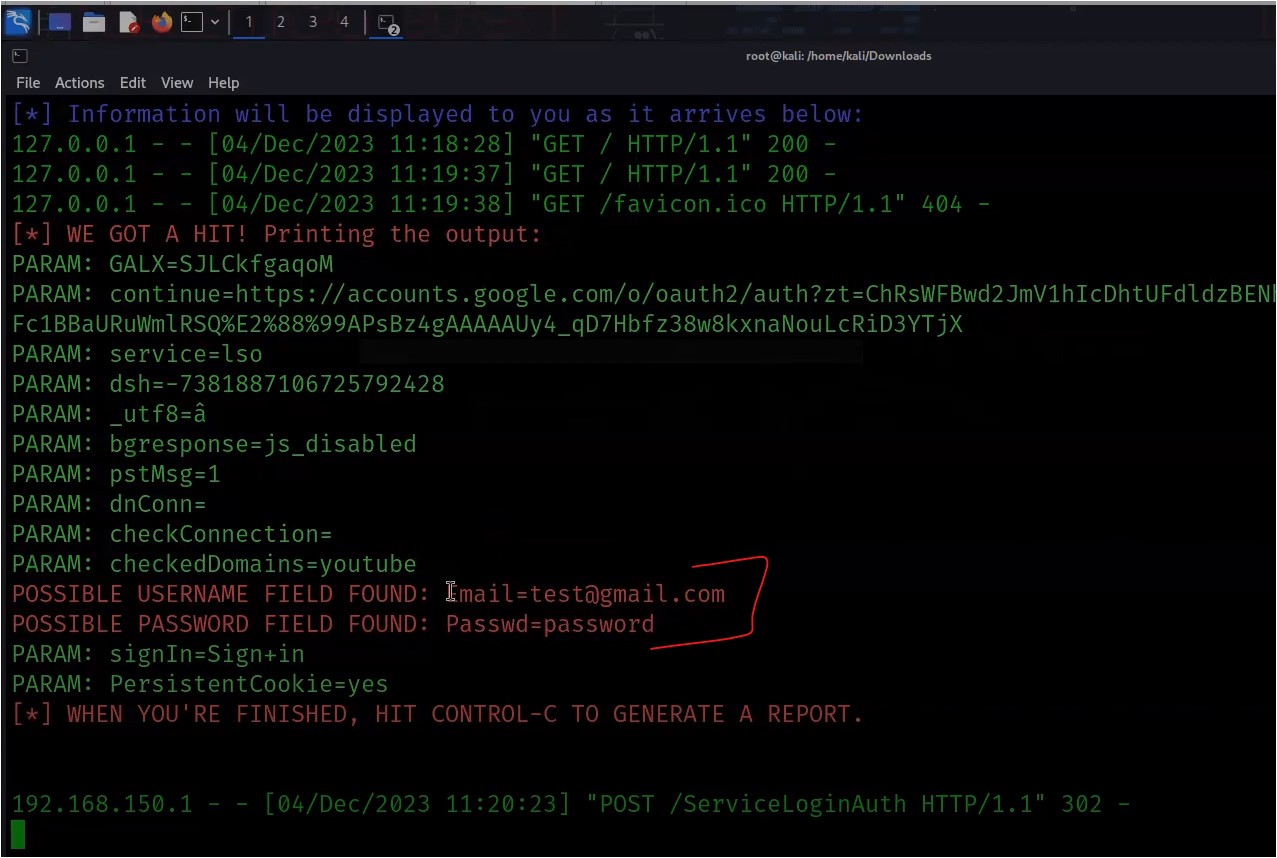 1 2 3 4 2
root@kali: /home/kali/Downloads
File Actions Edit View Help
[*] Information will be displayed to you as it arrives below:
127.0.0.1 - - [04/Dec/2023 11:18:28] "GET / HTTP/1.1" 200 -
127.0.0.1 - - [04/Dec/2023 11:19:37] "GET / HTTP/1.1" 200 -
127.0.0.1 - - [04/Dec/2023 11:19:38] "GET /favicon.ico HTTP/1.1" 404 -
[*] WE GOT A HIT! Printing the output:
PARAM: GALX=SJLCkfgaqoM
PARAM: continue=https://accounts.google.com/o/oauth2/auth?zt=ChRsWFBwd2JmV1hIcDhtUFdldzBENh
Fc1BBaURuWmlRSQ%E2%88%99APsBz4gAAAAAUy4_qD7Hbfz38w8kxnaNouLcRiD3YTjX
PARAM: service=lso
PARAM: dsh=-7381887106725792428
PARAM: _utf8=â
PARAM: bgresponse=js_disabled
PARAM: pstMsg=1
PARAM: dnConn=
PARAM: checkConnection=
PARAM: checkedDomains=youtube
POSSIBLE USERNAME FIELD FOUND: Email=test@gmail.com
POSSIBLE PASSWORD FIELD FOUND: Passwd=password
PARAM: signIn=Sign+in
PARAM: PersistentCookie=yes
[*] WHEN YOU'RE FINISHED, HIT CONTROL-C TO GENERATE A REPORT.
192.168.150.1 - - [04/Dec/2023 11:20:23] "POST /ServiceLoginAuth HTTP/1.1" 302 -